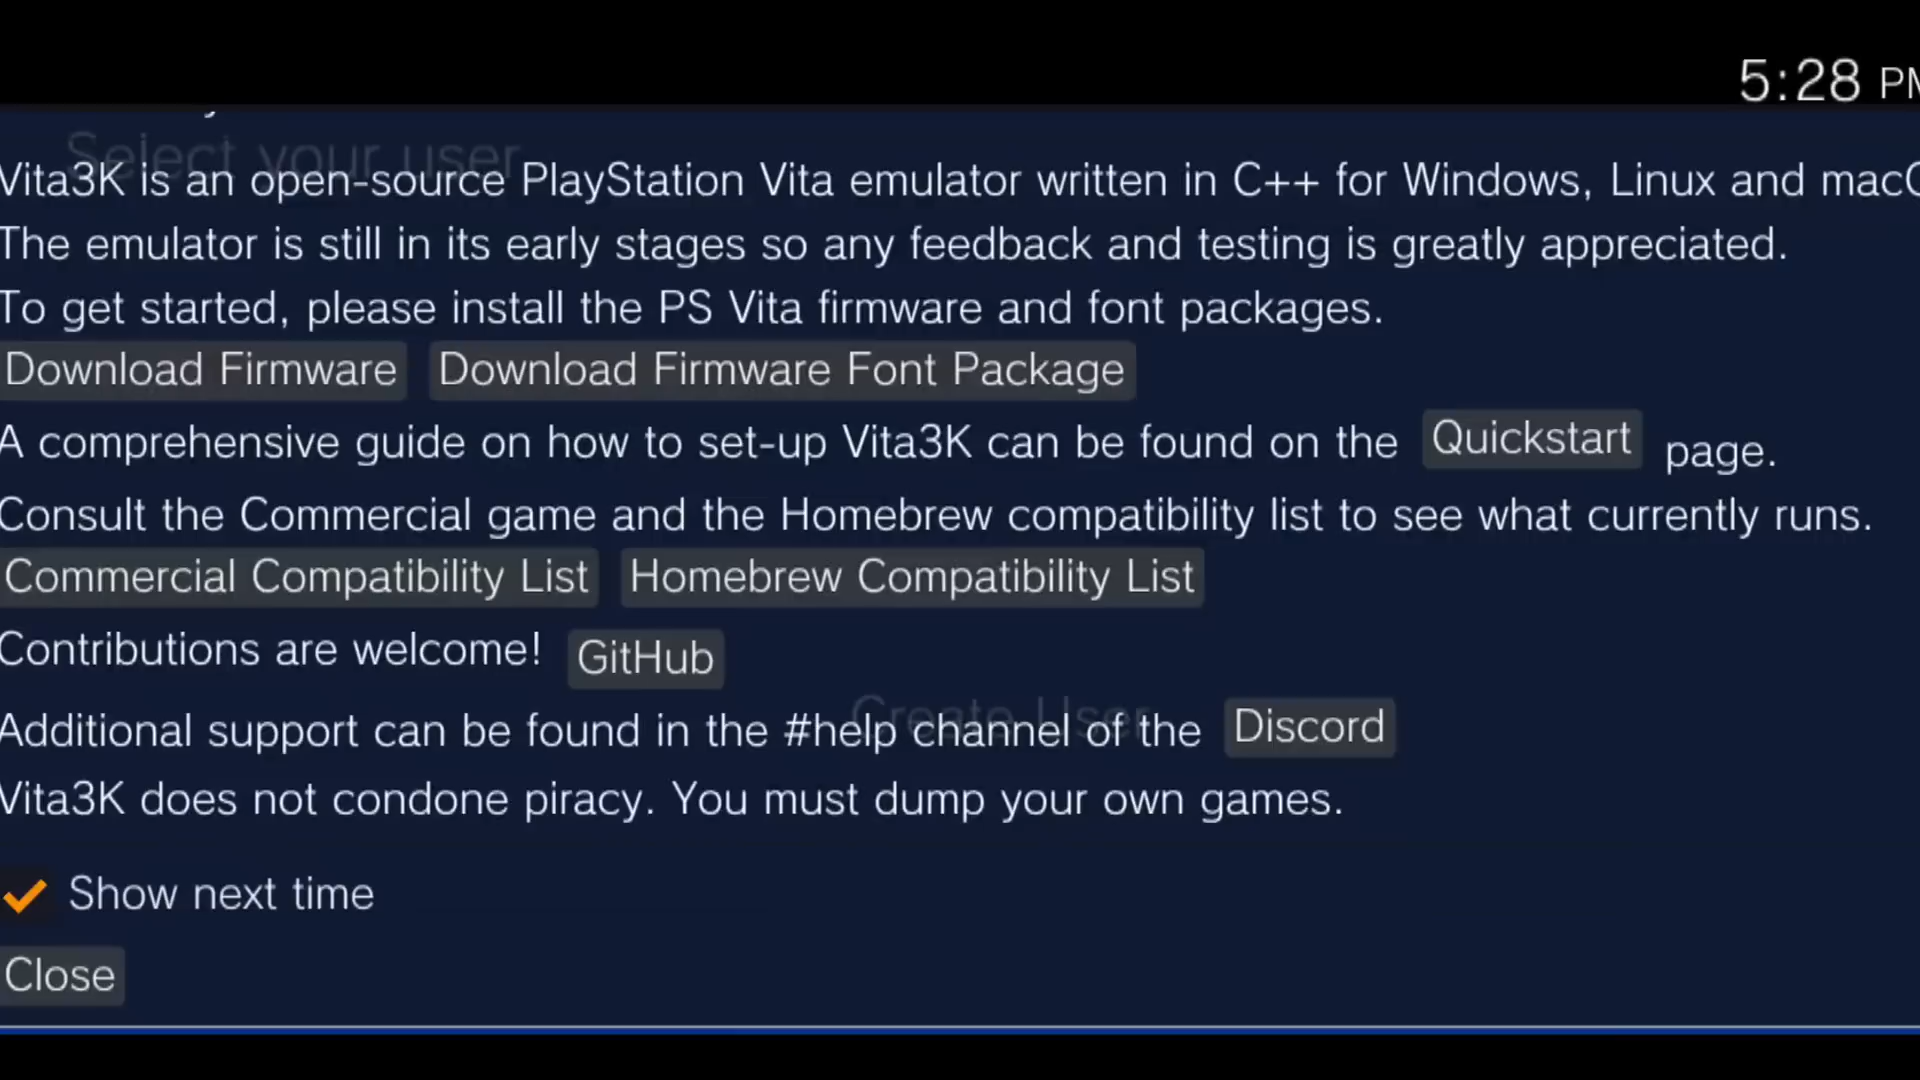 5:28 PM
Select your user
Vita3K is an open-source PlayStation Vita emulator written in C++ for Windows, Linux and mac
The emulator is still in its early stages so any feedback and testing is greatly appreciated.
To get started, please install the PS Vita firmware and font packages.
Download Firmware Download Firmware Font Package
A comprehensive guide on how to set-up Vita3K can be found on the Quickstart page.
Consult the Commercial game and the Homebrew compatibility list to see what currently runs.
Commercial Compatibility List Homebrew Compatibility List
Contributions are welcome! GitHub
Create User
Additional support can be found in the #help channel of the Discord
Vita3K does not condone piracy. You must dump your own games.
Show next time
Close